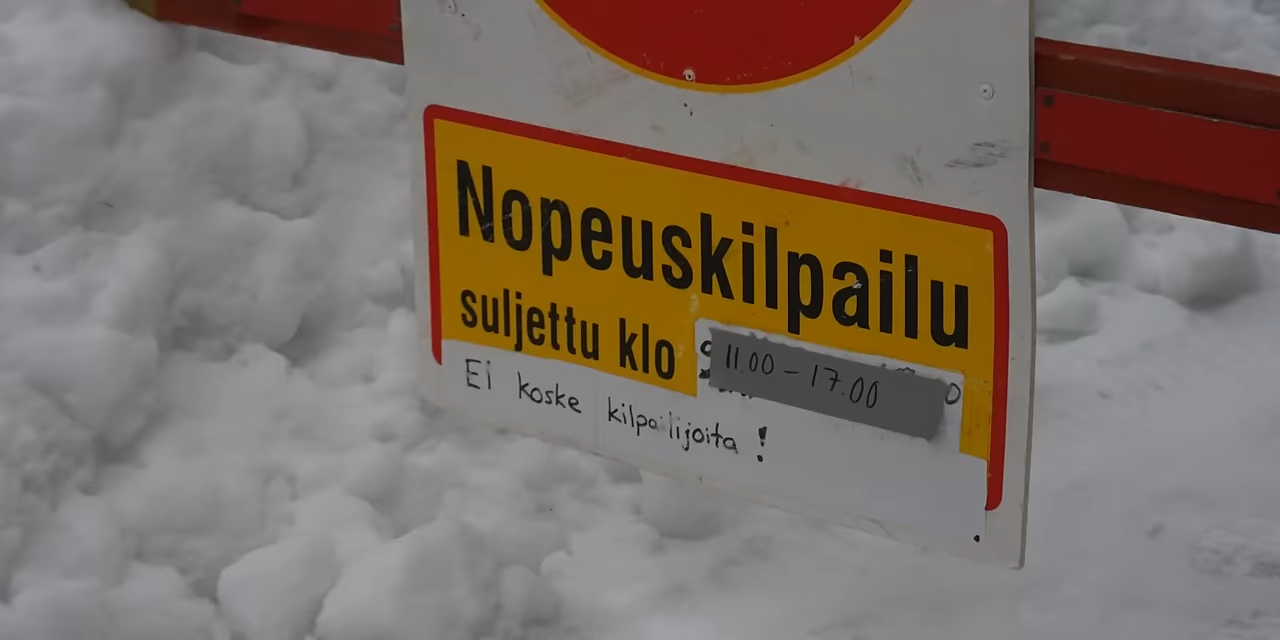 Nopeuskilpailu
suljettu klo 11.00 – 17.00
Ei koske kilpailijoita !